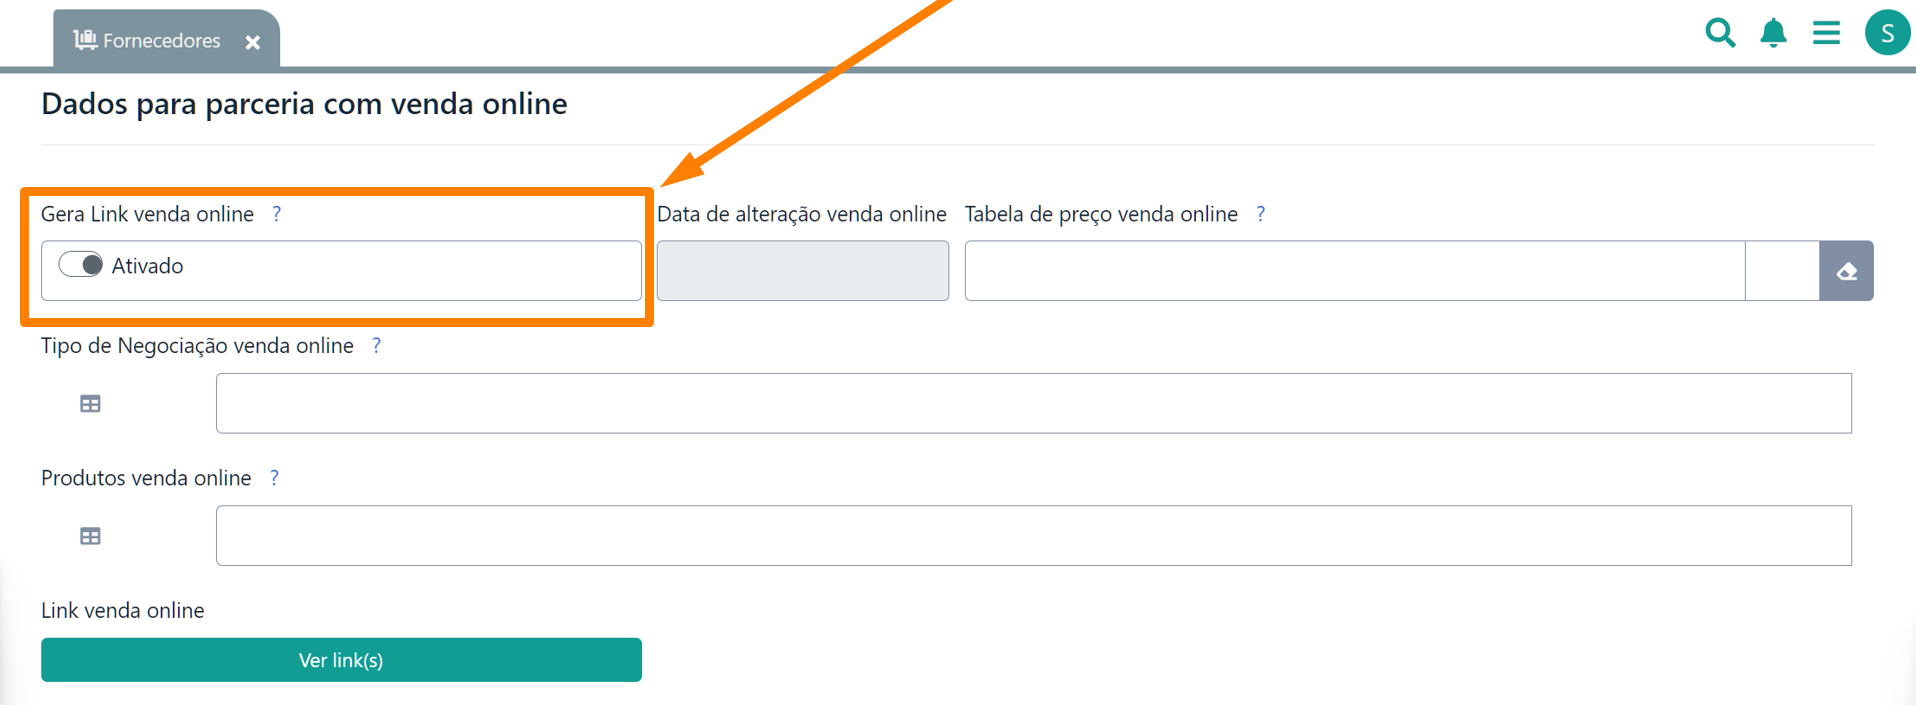 Fornecedores
S
Dados para parceria com venda online
Gera Link venda online ?
Data de alteração venda online
Tabela de preço venda online ?
Ativado
Tipo de Negociação venda online ?
Produtos venda online ?
Link venda online
Ver link(s)